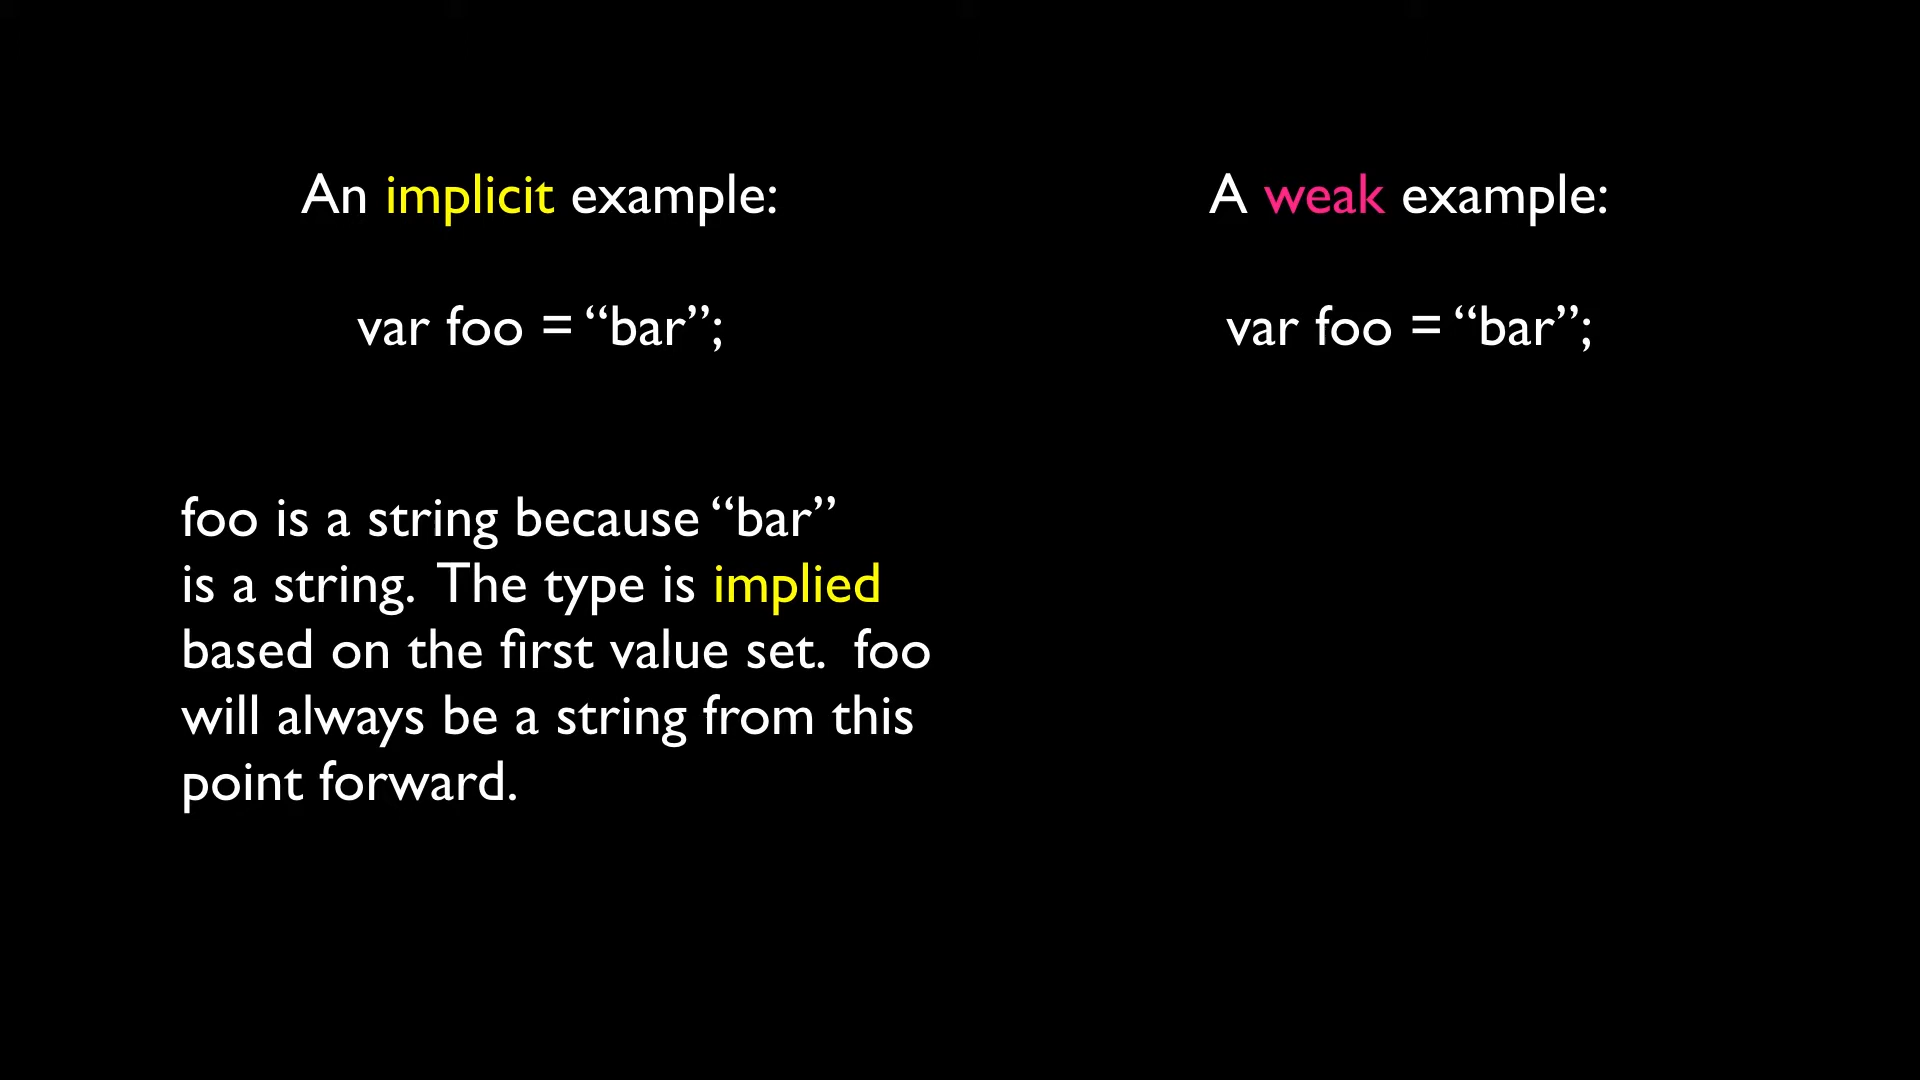 An implicit example:
var foo = “bar”;
foo is a string because “bar”
is a string. The type is implied
based on the first value set. foo
will always be a string from this
point forward.
A weak example:
var foo = “bar”;